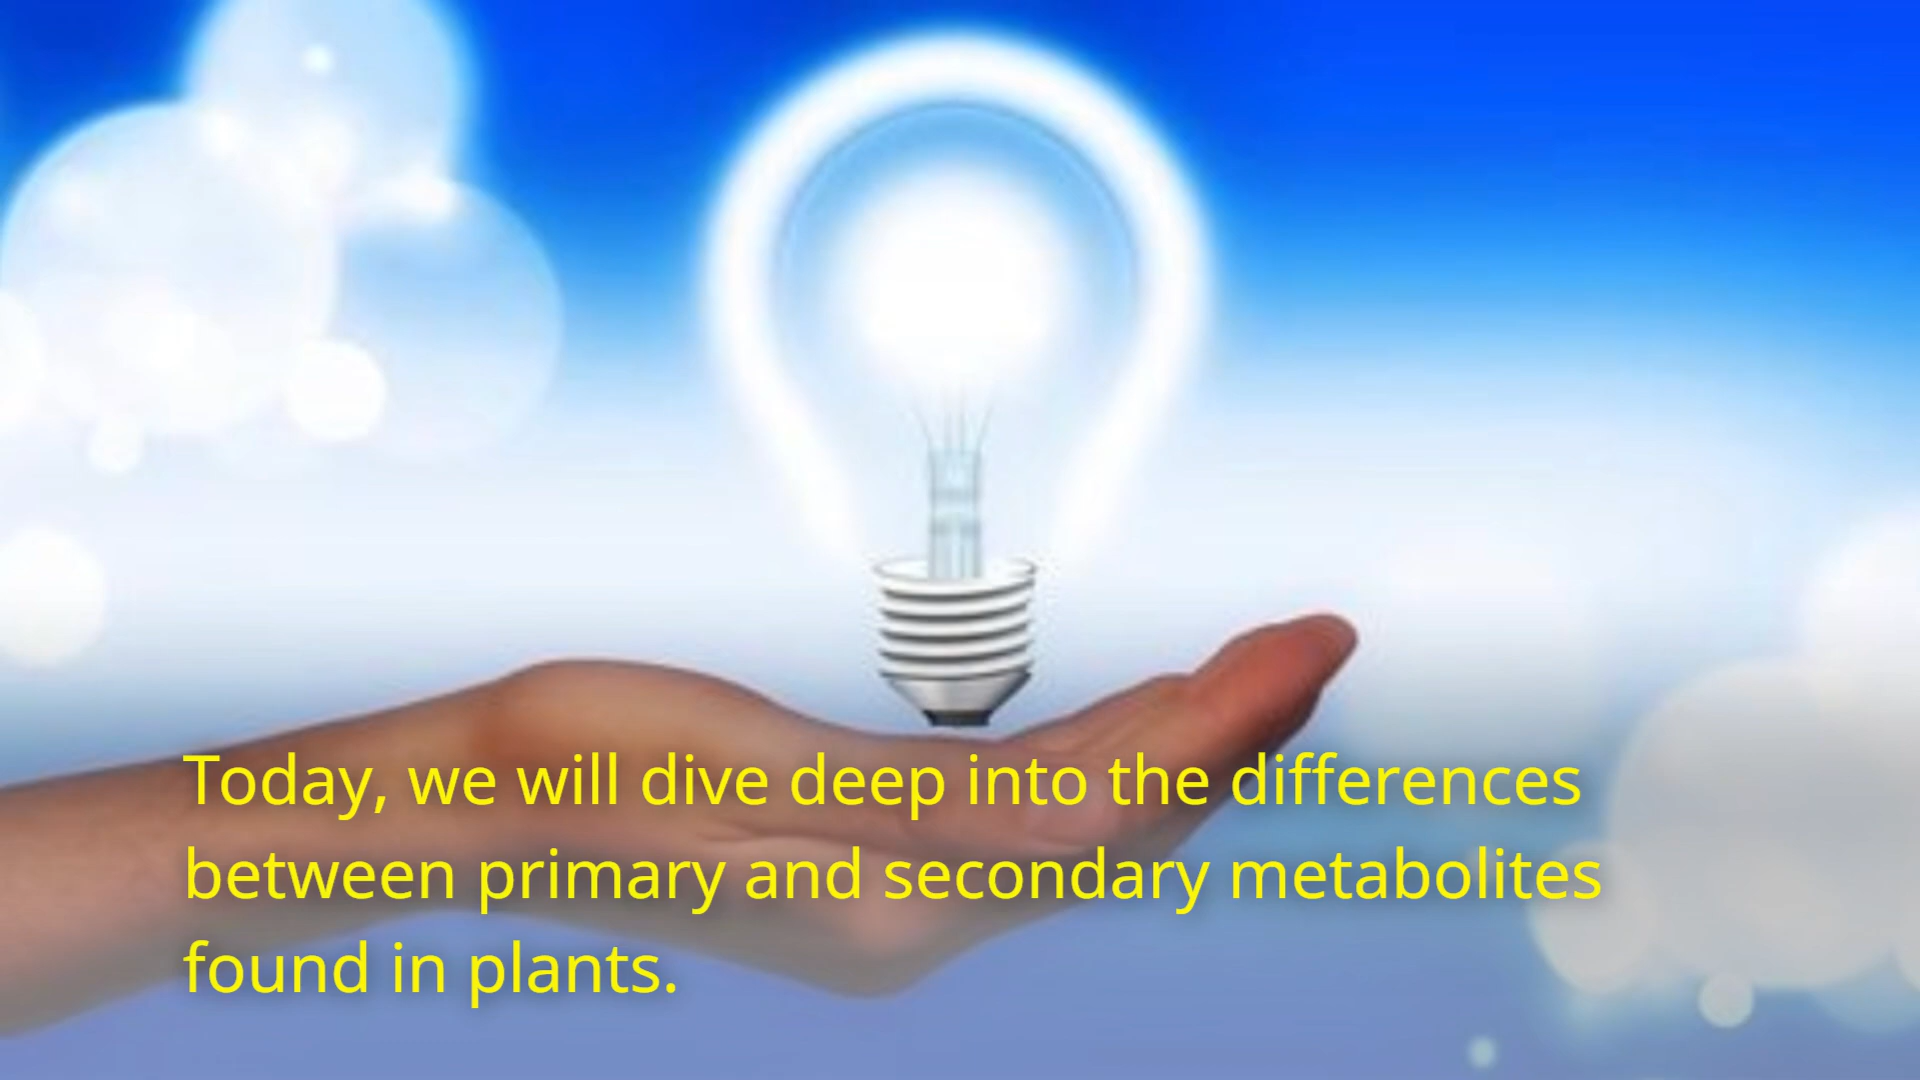 Today, we will dive deep into the differences
between primary and secondary metabolites
found in plants.